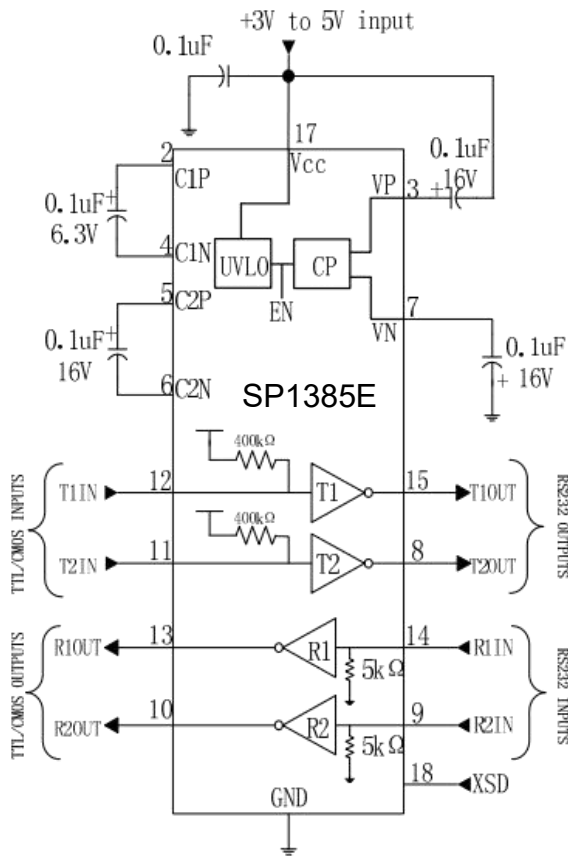 +3V to 5V input
0.1uF
17
Vcc
2
C1P
0.1uF+
6.3V
4
C1N
5
C2P
0.1uF+
16V
6
C2N
VP
3
0.1uF
+ 16V
UVLO
CP
EN
7
VN
0.1uF
+ 16V
SP1385E
TTL/CMOS INPUTS
T1IN
12
400kΩ
T1
15
T1OUT
T2IN
11
400kΩ
T2
8
T2OUT
RS232 OUTPUTS
TTL/CMOS OUTPUTS
R1OUT
13
R1
14
R1IN
5kΩ
R2OUT
10
R2
9
R2IN
5kΩ
RS232 INPUTS
18
XSD
GND